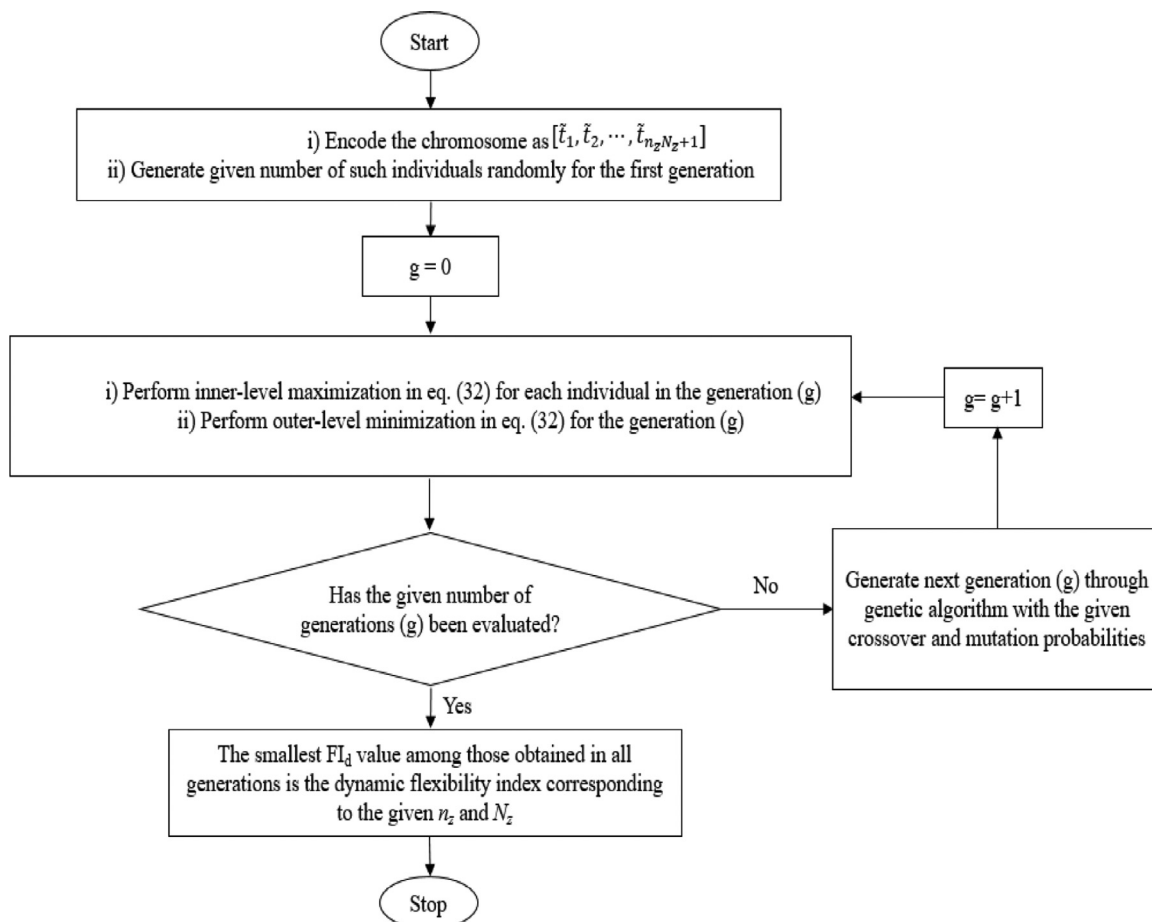 Start
i) Encode the chromosome as [t̃₁, t̃₂, ⋯ , t̃ₙ_zN_z+1]
ii) Generate given number of such individuals randomly for the first generation
g = 0
i) Perform inner-level maximization in eq. (32) for each individual in the generation (g)
ii) Perform outer-level minimization in eq. (32) for the generation (g)
g= g+1
Has the given number of
generations (g) been evaluated?
No
Generate next generation (g) through
genetic algorithm with the given
crossover and mutation probabilities
Yes
The smallest FI_d value among those obtained in all
generations is the dynamic flexibility index corresponding
to the given n_z and N_z
Stop